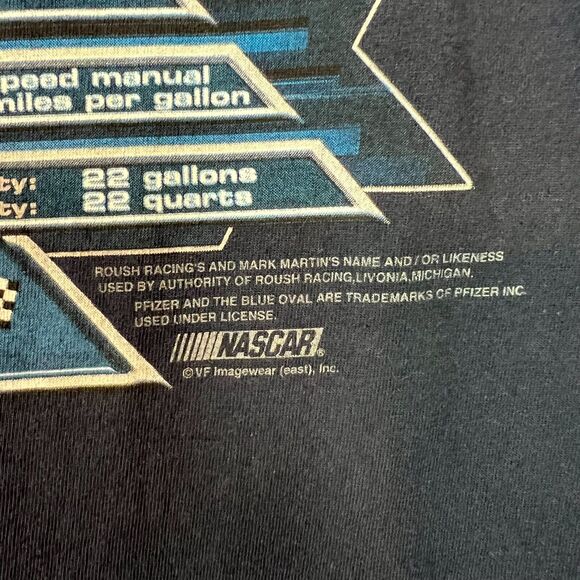 speed manual
miles per gallon
ty: 22 gallons
ty: 22 quarts
ROUSH RACING'S AND MARK MARTIN'S NAME AND / OR LIKENESS
USED BY AUTHORITY OF ROUSH RACING,LIVONIA,MICHIGAN.
PFIZER AND THE BLUE OVAL ARE TRADEMARKS OF PFIZER INC.
USED UNDER LICENSE.
NASCAR®
© VF Imagewear (east), Inc.